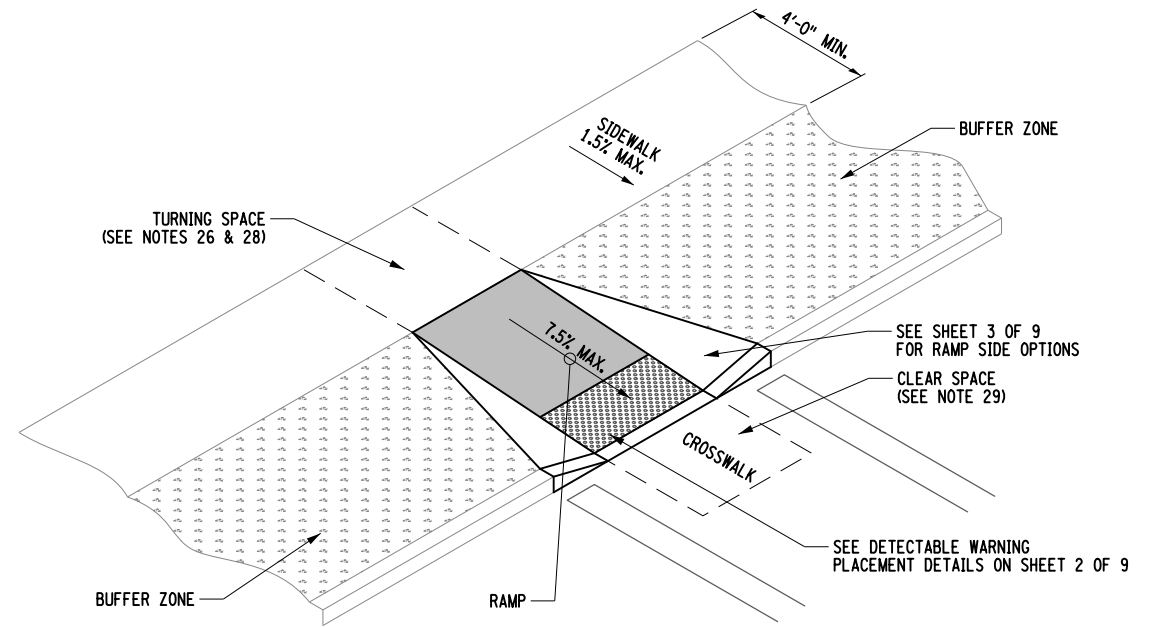 4'-0" MIN.
SIDEWALK
1.5% MAX.
BUFFER ZONE
TURNING SPACE
(SEE NOTES 26 & 28)
7.5% MAX.
SEE SHEET 3 OF 9
FOR RAMP SIDE OPTIONS
CLEAR SPACE
(SEE NOTE 29)
CROSSWALK
SEE DETECTABLE WARNING
PLACEMENT DETAILS ON SHEET 2 OF 9
BUFFER ZONE
RAMP